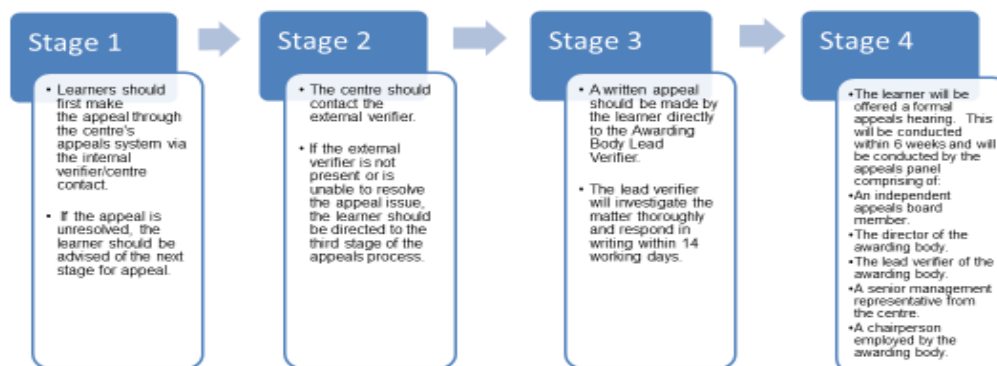 Stage 1
• Learners should
first make
the appeal through
the centre's
appeals system via
the internal
verifier/centre
contact.
• If the appeal is
unresolved, the
learner should be
advised of the next
stage for appeal.
Stage 2
• The centre should
contact the
external verifier.
• If the external
verifier is not
present or is
unable to resolve
the appeal issue,
the learner should
be directed to the
third stage of the
appeals process.
Stage 3
• A written appeal
should be made by
the learner directly
to the Awarding
Body Lead
Verifier.
• The lead verifier
will investigate the
matter thoroughly
and respond in
writing within 14
working days.
Stage 4
•The learner will be
offered a formal
appeals hearing. This
will be conducted
within 6 weeks and will
be conducted by the
appeals panel
comprising of:
•An independent
appeals board
member.
•The director of the
awarding body.
•The lead verifier of the
awarding body.
•A senior management
representative from
the centre.
•A chairperson
employed by the
awarding body.